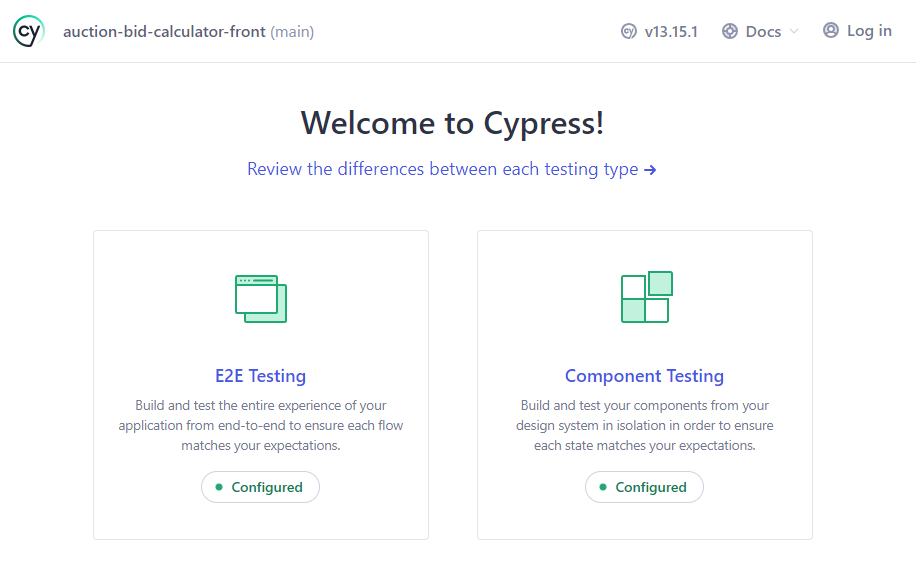 cy auction-bid-calculator-front (main) cy v13.15.1 Docs Log in
Welcome to Cypress!
Review the differences between each testing type →
E2E Testing
Build and test the entire experience of your
application from end-to-end to ensure each flow
matches your expectations.
Configured
Component Testing
Build and test your components from your
design system in isolation in order to ensure
each state matches your expectations.
Configured